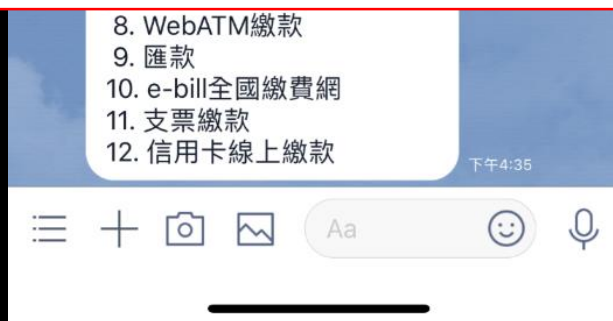 8. WebATM繳款
9. 匯款
10. e-bill全國繳費網
11. 支票繳款
12. 信用卡線上繳款
下午4:35
Aa